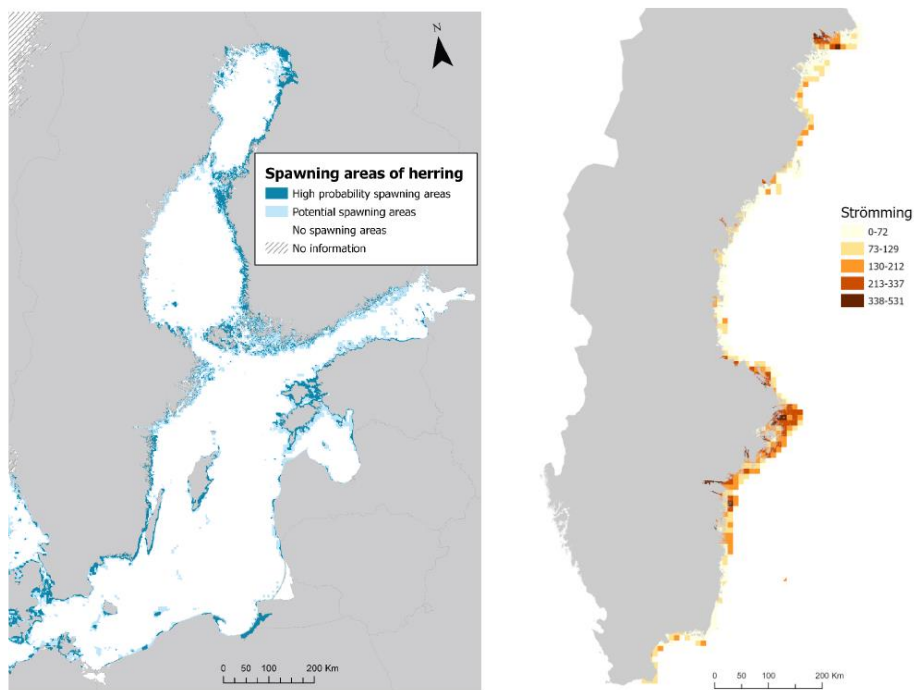 N
Spawning areas of herring
High probability spawning areas
Potential spawning areas
No spawning areas
No information
0 50 100 200 Km
Strömming
0-72
73-129
130-212
213-337
338-531
0 50 100 200 Km